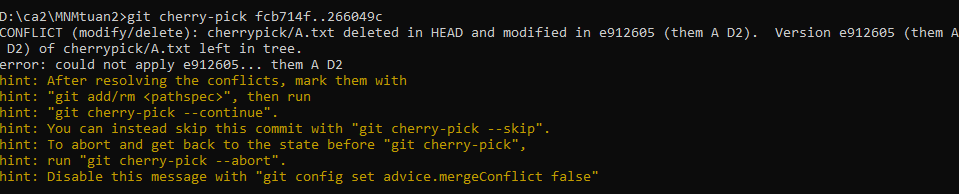 D:\ca2\MNMtuan2>git cherry-pick fcb714f..266049c
CONFLICT (modify/delete): cherrypick/A.txt deleted in HEAD and modified in e912605 (them A D2).  Version e912605 (them A
 D2) of cherrypick/A.txt left in tree.
error: could not apply e912605... them A D2
hint: After resolving the conflicts, mark them with
hint: "git add/rm <pathspec>", then run
hint: "git cherry-pick --continue".
hint: You can instead skip this commit with "git cherry-pick --skip".
hint: To abort and get back to the state before "git cherry-pick",
hint: run "git cherry-pick --abort".
hint: Disable this message with "git config set advice.mergeConflict false"